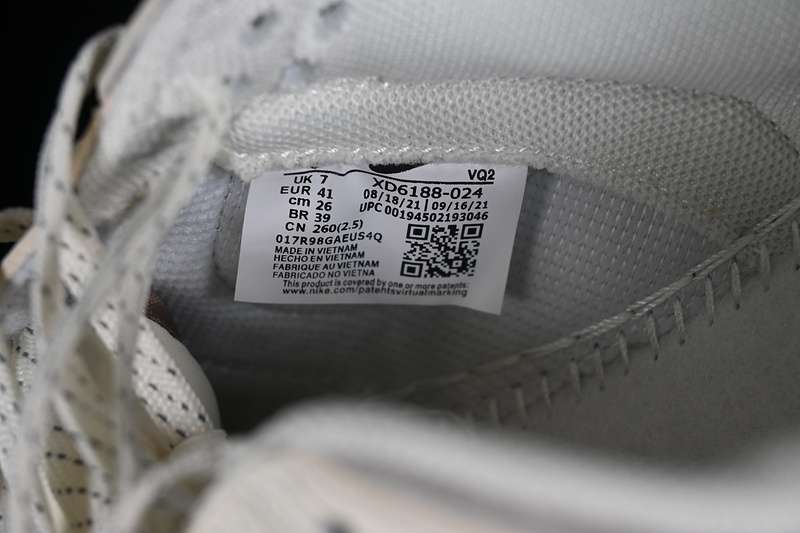 VQ2
UK 7
EUR 41
cm 26
BR 39
CN 260(2.5)
XD6188-024
08/18/21 | 09/16/21
UPC 00194502193046
017R98GAEUS4Q
MADE IN VIETNAM
HECHO EN VIETNAM
FABRIQUE AU VIETNAM
FABRICADO NO VIETNA
This product is covered by one or more patents:
www.nike.com/patentsvirtualmarking